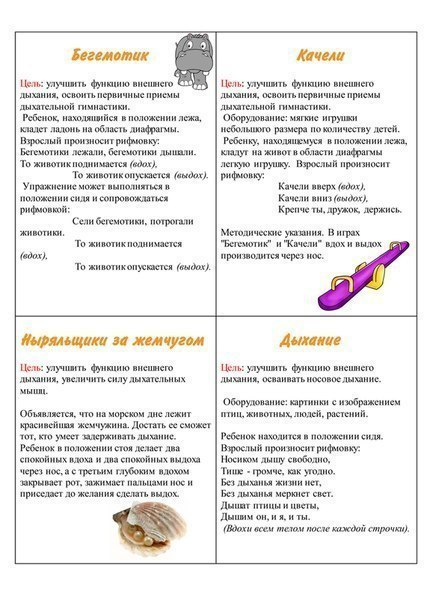 Бегемотик
Цель: улучшить функцию внешнего
дыхания, освоить первичные приемы
дыхательной гимнастики.
Ребенок, находящийся в положении лежа,
кладет ладонь на область диафрагмы.
Взрослый произносит рифмовку:
Бегемотики лежали, бегемотики дышали.
То животик поднимается (вдох),
То животик опускается (выдох).
Упражнение может выполняться в
положении сидя и сопровождаться
рифмовкой:
Сели бегемотики, потрогали
животики.
То животик поднимается
(вдох),
То животик опускается (выдох).
Качели
Цель: улучшить функцию внешнего
дыхания, освоить первичные приемы
дыхательной гимнастики.
Оборудование: мягкие игрушки
небольшого размера по количеству детей.
Ребенку, находящемуся в положении лежа,
кладут на живот в области диафрагмы
легкую игрушку. Взрослый произносит
рифмовку:
Качели вверх (вдох),
Качели вниз (выдох),
Крепче ты, дружок, держись.
Методические указания. В играх
"Бегемотик" и "Качели" вдох и выдох
производится через нос.
Ныряльщики за жемчугом
Цель: улучшить функцию внешнего
дыхания, увеличить силу дыхательных
мышц.
Объявляется, что на морском дне лежит
красивейшая жемчужина. Достать ее сможет
тот, кто умеет задерживать дыхание.
Ребенок в положении стоя делает два
спокойных вдоха и два спокойных выдоха
через нос, а с третьим глубоким вдохом
закрывает рот, зажимает пальцами нос и
приседает до желания сделать выдох.
Дыхание
Цель: улучшить функцию внешнего
дыхания, осваивать носовое дыхание.
Оборудование: картинки с изображением
птиц, животных, людей, растений.
Ребенок находится в положении сидя.
Взрослый произносит рифмовку:
Носиком дышу свободно,
Тише - громче, как угодно.
Без дыханья жизни нет,
Без дыханья меркнет свет.
Дышат птицы и цветы,
Дышим он, и я, и ты.
(Вдохи всем телом после каждой строчки).